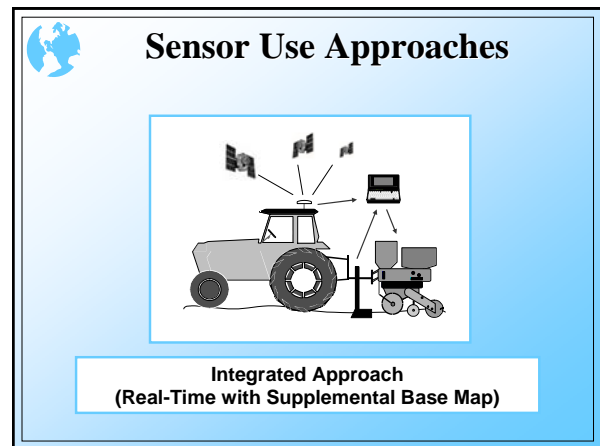 Sensor Use Approaches
Integrated Approach
(Real-Time with Supplemental Base Map)